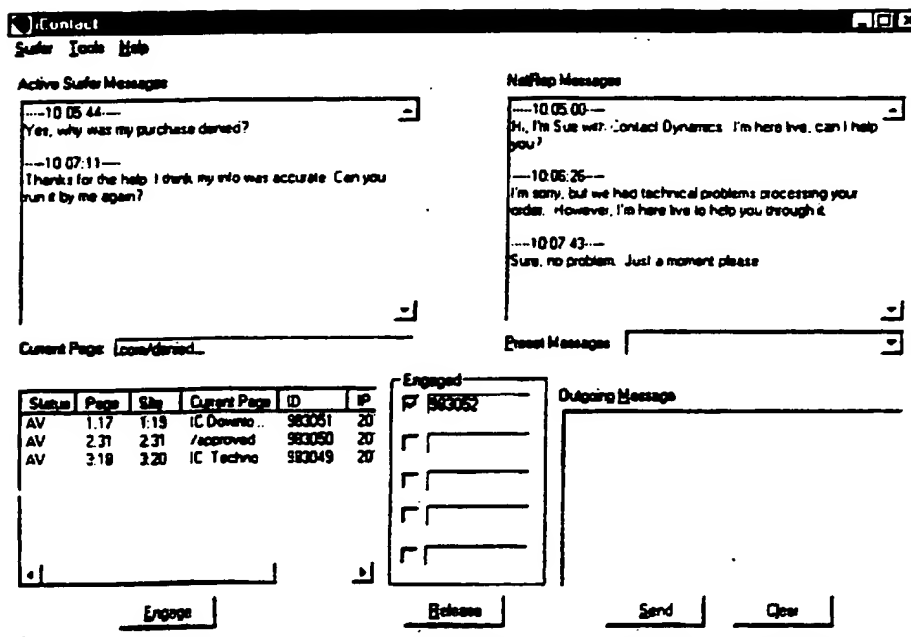 iContact
Surfer Tools Help
Active Surfer Messages
----10:05:44----
Yes, why was my purchase denied?
----10:07:11----
Thanks for the help. I think my info was accurate. Can you
run it by me again?
NetRep Messages
----10:05:00----
Hi, I'm Sue with Contact Dynamics. I'm here live, can I help
you?
----10:06:26----
I'm sorry, but we had technical problems processing your
order. However, I'm here live to help you through it.
----10:07:43----
Sure, no problem. Just a moment please
Current Page: .com/denied...
Preset Messages
Status Page Site Current Page ID IP
AV 1:17 1:19 IC Downlo... 983051 20
AV 2:31 2:31 /approved 983050 20
AV 3:18 3:20 IC Techno 983049 20
Engaged
983052
Outgoing Message
Engage
Release
Send
Clear